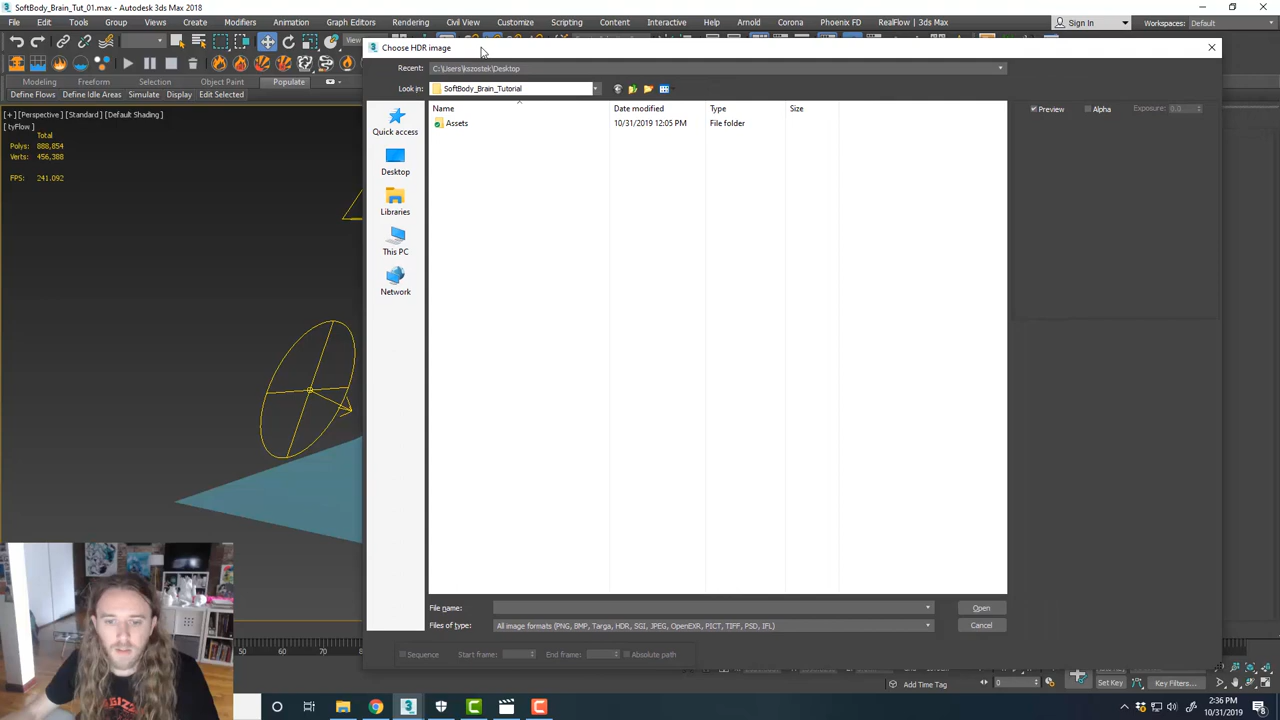 SoftBody_Brain_Tut_01.max - Autodesk 3ds Max 2018
File Edit Tools Group Views Create Modifiers Animation Graph Editors Rendering Civil View Customize Scripting Content Interactive Help Arnold Corona Phoenix FD RealFlow | 3ds Max Sign In Workspaces: Default
View
Choose HDR image
Recent: C:\Users\kszostek\Desktop
Modeling Freeform Selection Populate
Look in: SoftBody_Brain_Tutorial
Define Flows Define Idle Areas Simulate Display Edit Selected
Name Date modified Type Size
Preview Alpha Exposure: 0.0
[+] [Perspective] [Standard] [Default Shading]
[tyFlow]
Assets 10/31/2019 12:05 PM File folder
Total
Polys: 888,854
Verts: 456,388
FPS: 241.092
Quick access
Desktop
Libraries
This PC
Network
File name: Open
Files of type: All image formats (PNG, BMP, Targa, HDR, SGI, JPEG, OpenEXR, PICT, TIFF, PSD, IFL) Cancel
Sequence Start frame: End frame: Absolute path
50 60 70 80 90
0 Key Filters...
Add Time Tag Set Key
2:36 PM
10/31/2019